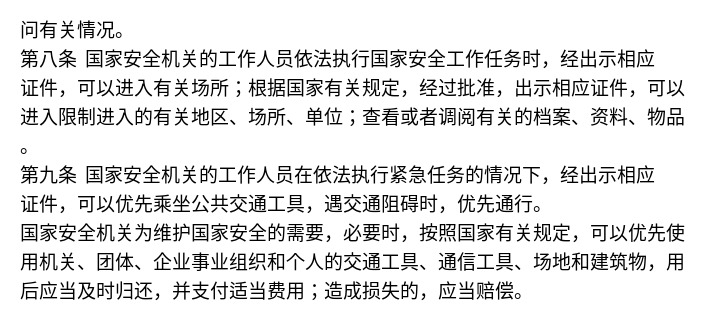 问有关情况。
第八条 国家安全机关的工作人员依法执行国家安全工作任务时，经出示相应
证件，可以进入有关场所；根据国家有关规定，经过批准，出示相应证件，可以
进入限制进入的有关地区、场所、单位；查看或者调阅有关的档案、资料、物品
。
第九条 国家安全机关的工作人员在依法执行紧急任务的情况下，经出示相应
证件，可以优先乘坐公共交通工具，遇交通阻碍时，优先通行。
国家安全机关为维护国家安全的需要，必要时，按照国家有关规定，可以优先使
用机关、团体、企业事业组织和个人的交通工具、通信工具、场地和建筑物，用
后应当及时归还，并支付适当费用；造成损失的，应当赔偿。